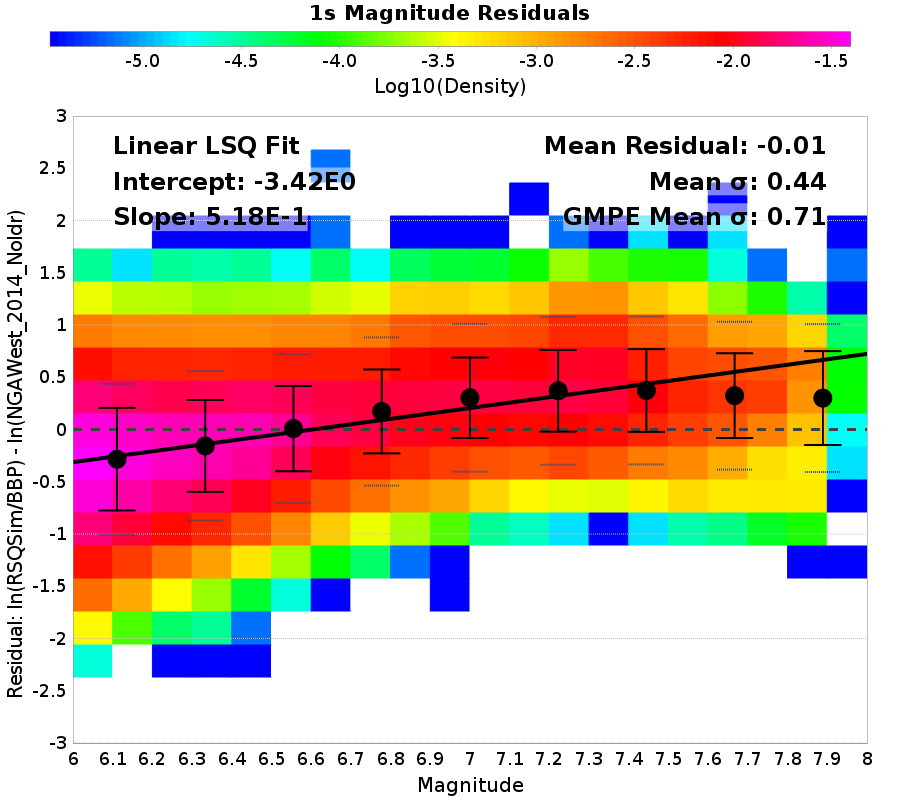 1s Magnitude Residuals
-5.0 -4.5 -4.0 -3.5 -3.0 -2.5 -2.0 -1.5
Log10(Density)
Linear LSQ Fit
Intercept: -3.42E0
Slope: 5.18E-1
Mean Residual: -0.01
Mean σ: 0.44
GMPE Mean σ: 0.71
Residual: ln(RSQSim/BBP) - ln(NGAWest_2014_NoIdr)
3
2.5
2
1.5
1
0.5
0
-0.5
-1
-1.5
-2
-2.5
-3
6 6.1 6.2 6.3 6.4 6.5 6.6 6.7 6.8 6.9 7 7.1 7.2 7.3 7.4 7.5 7.6 7.7 7.8 7.9 8
Magnitude